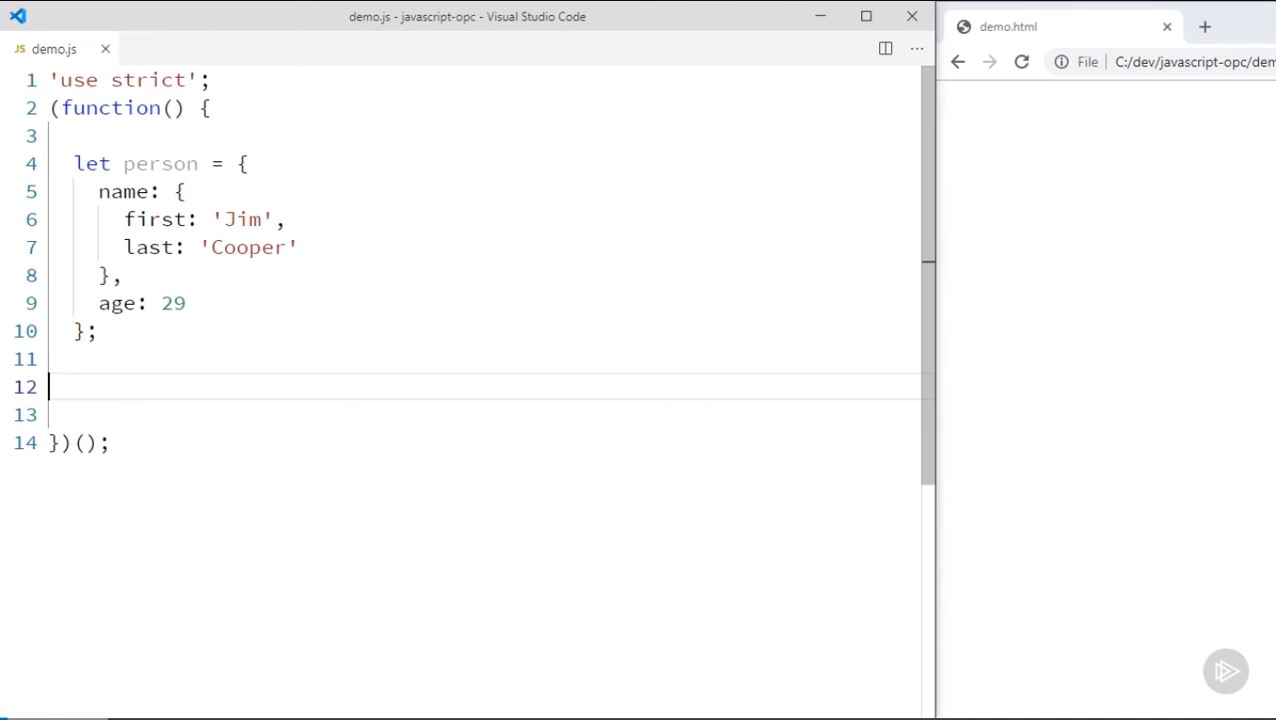 demo.js - javascript-opc - Visual Studio Code
JS demo.js
demo.html
File C:/dev/javascript-opc/dem
1 'use strict';
2 (function() {
3
4 let person = {
5 name: {
6 first: 'Jim',
7 last: 'Cooper'
8 },
9 age: 29
10 };
11
12
13
14 })();